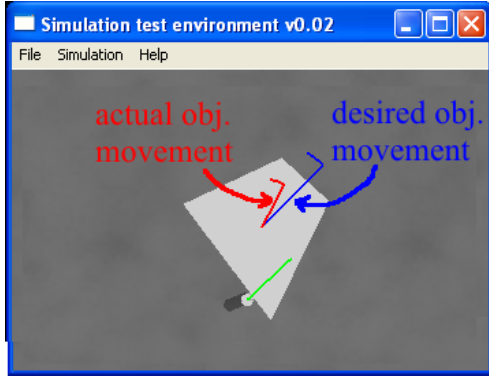 Simulation test environment v0.02
File Simulation Help
actual obj. movement
desired obj. movement